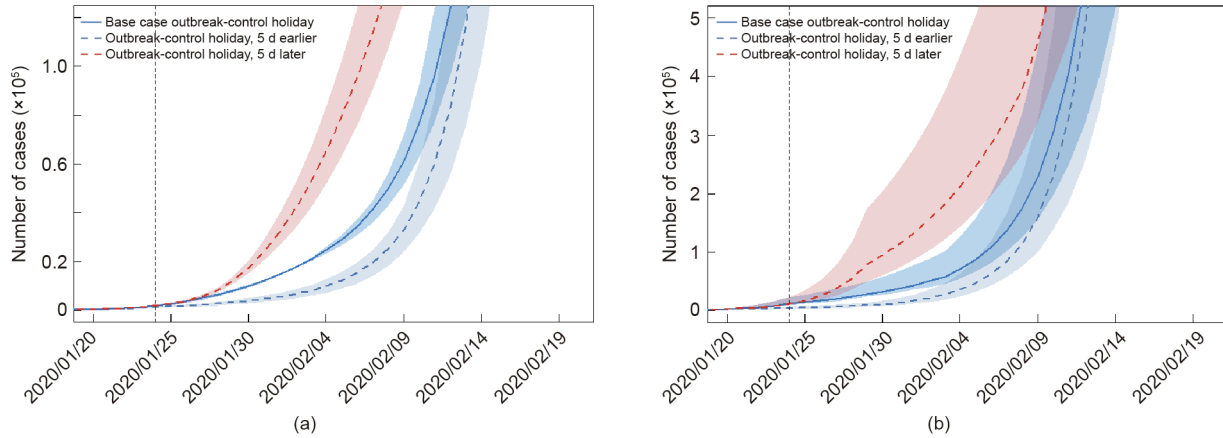 Base case outbreak-control holiday
Outbreak-control holiday, 5 d earlier
Outbreak-control holiday, 5 d later
Number of cases (×10⁵)
1.0
0.6
0.2
0
2020/01/20
2020/01/25
2020/01/30
2020/02/04
2020/02/09
2020/02/14
2020/02/19
(a)
Base case outbreak-control holiday
Outbreak-control holiday, 5 d earlier
Outbreak-control holiday, 5 d later
Number of cases (×10⁵)
5
4
3
2
1
0
2020/01/20
2020/01/25
2020/01/30
2020/02/04
2020/02/09
2020/02/14
2020/02/19
(b)